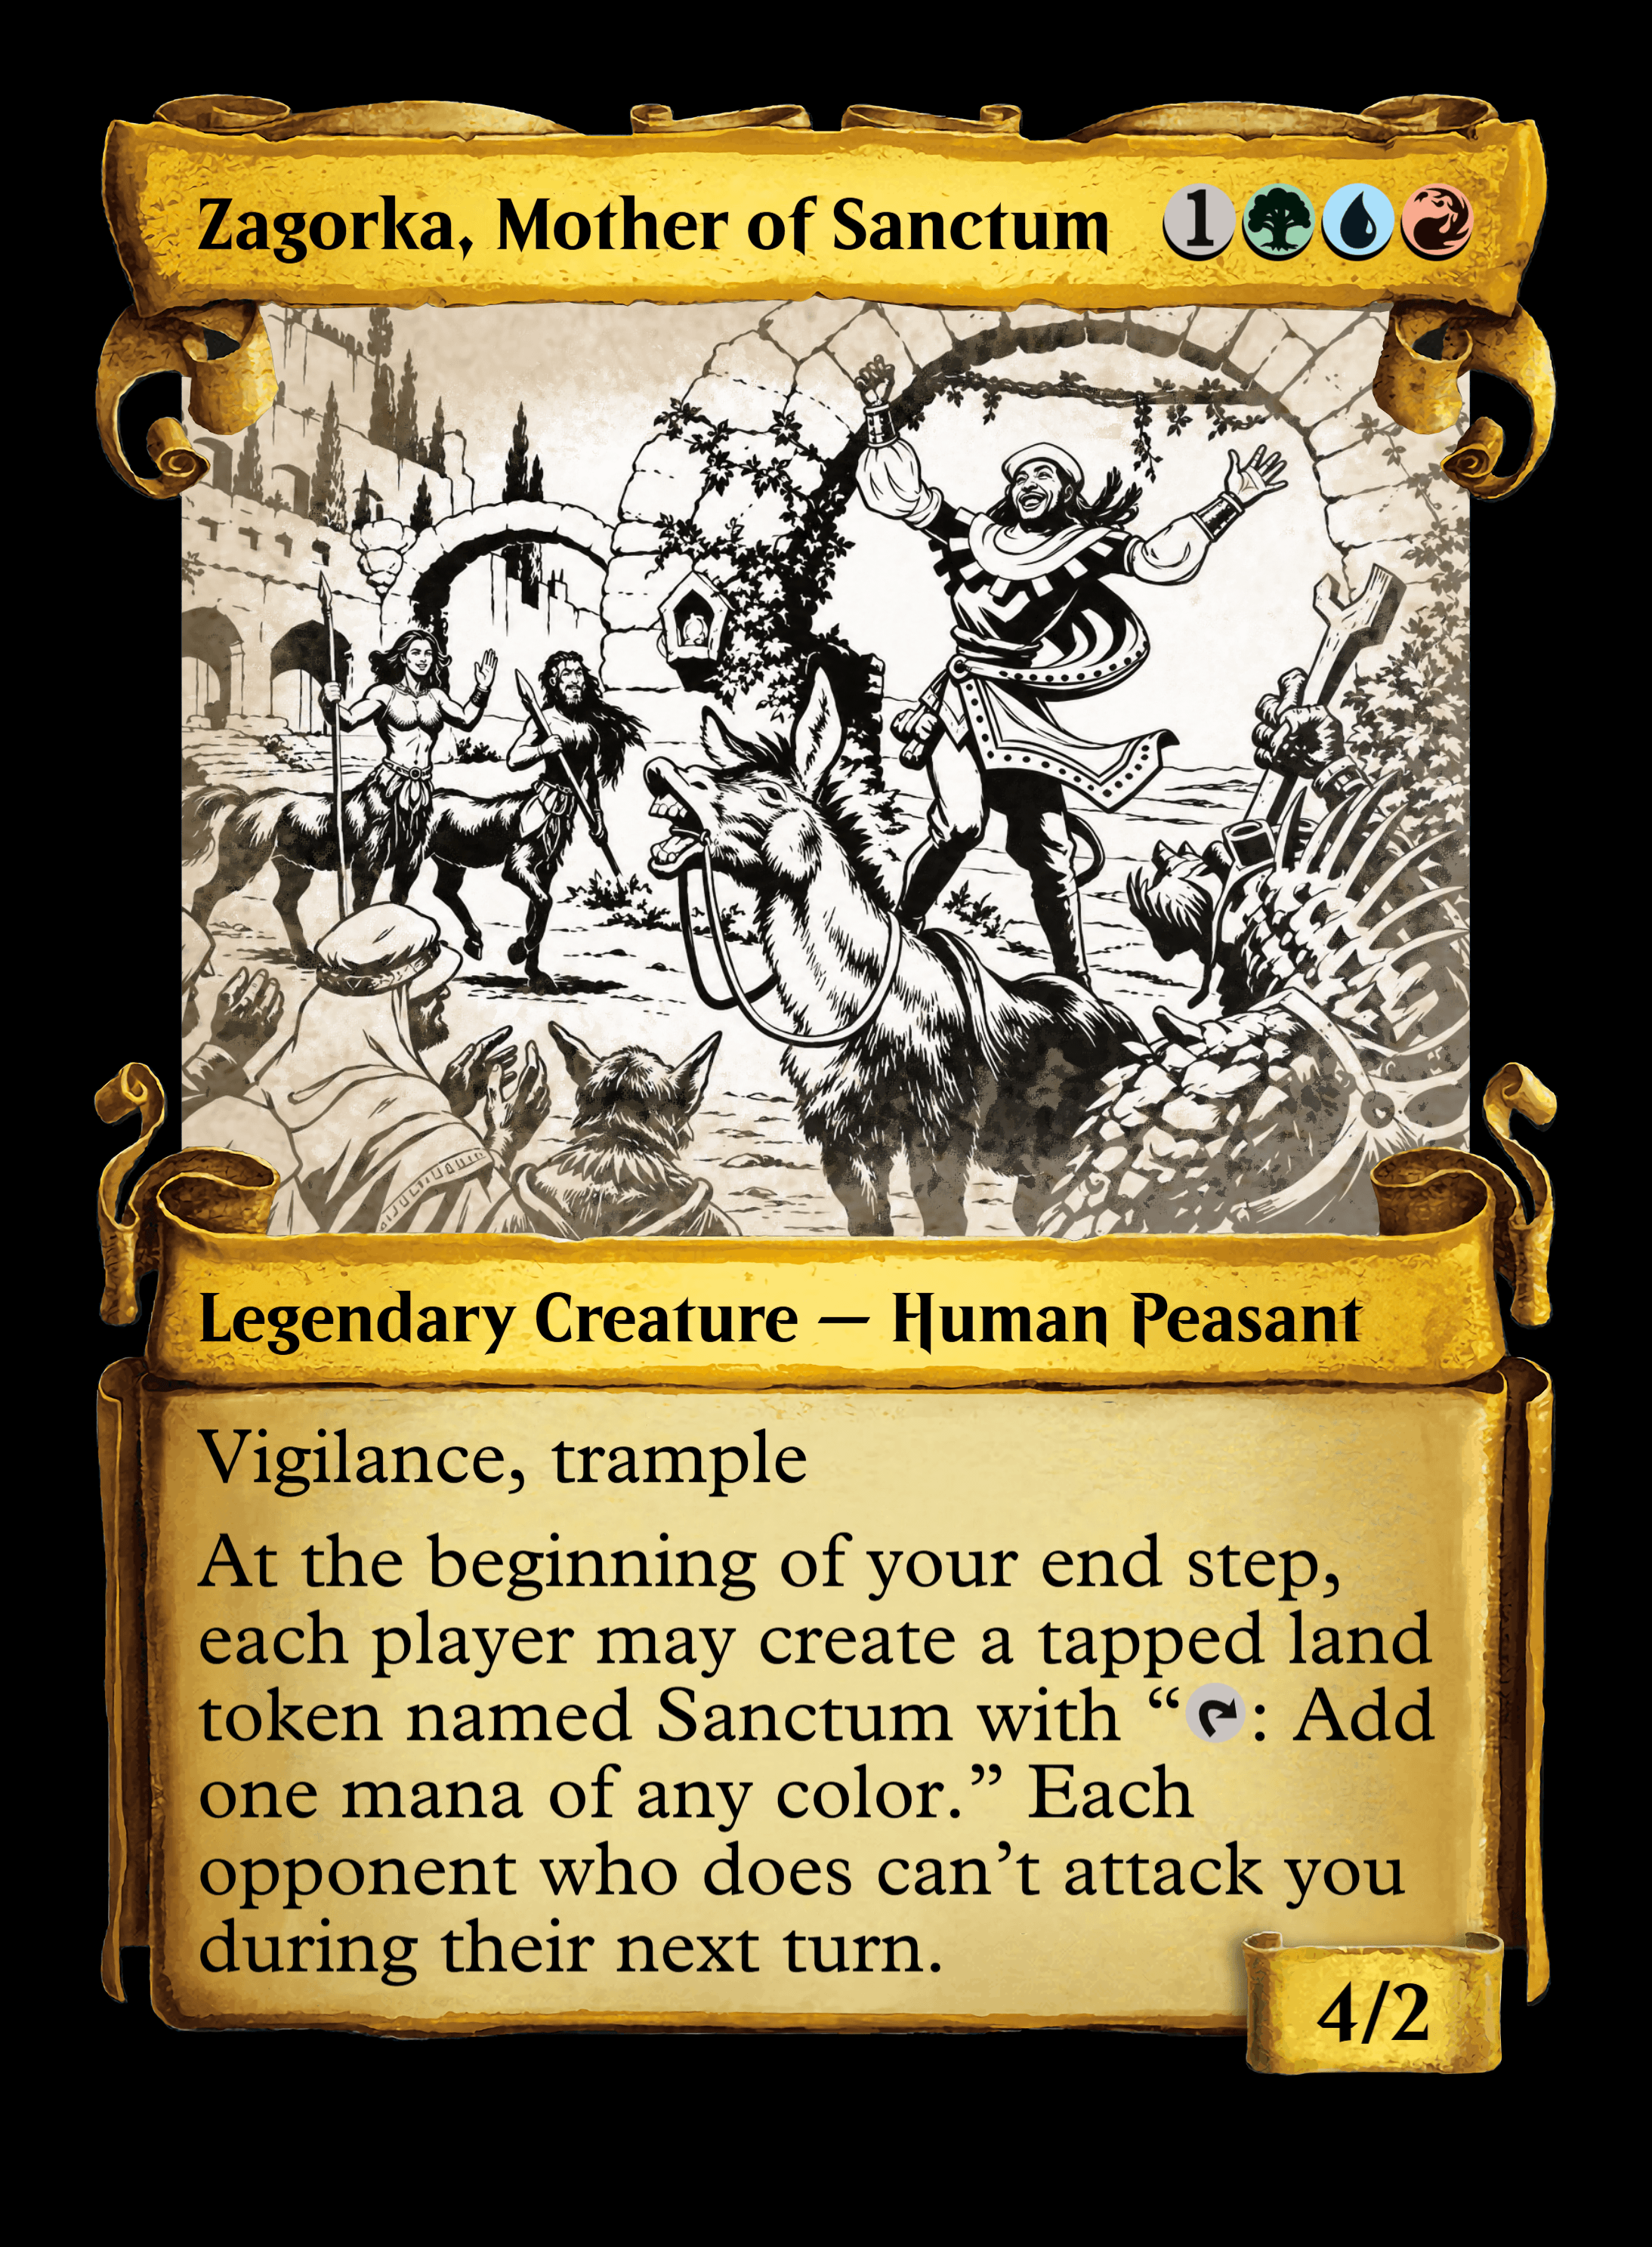 Zagorka, Mother of Sanctum 1
Legendary Creature — Human Peasant
Vigilance, trample
At the beginning of your end step,
each player may create a tapped land
token named Sanctum with “: Add
one mana of any color.” Each
opponent who does can’t attack you
during their next turn.
4/2